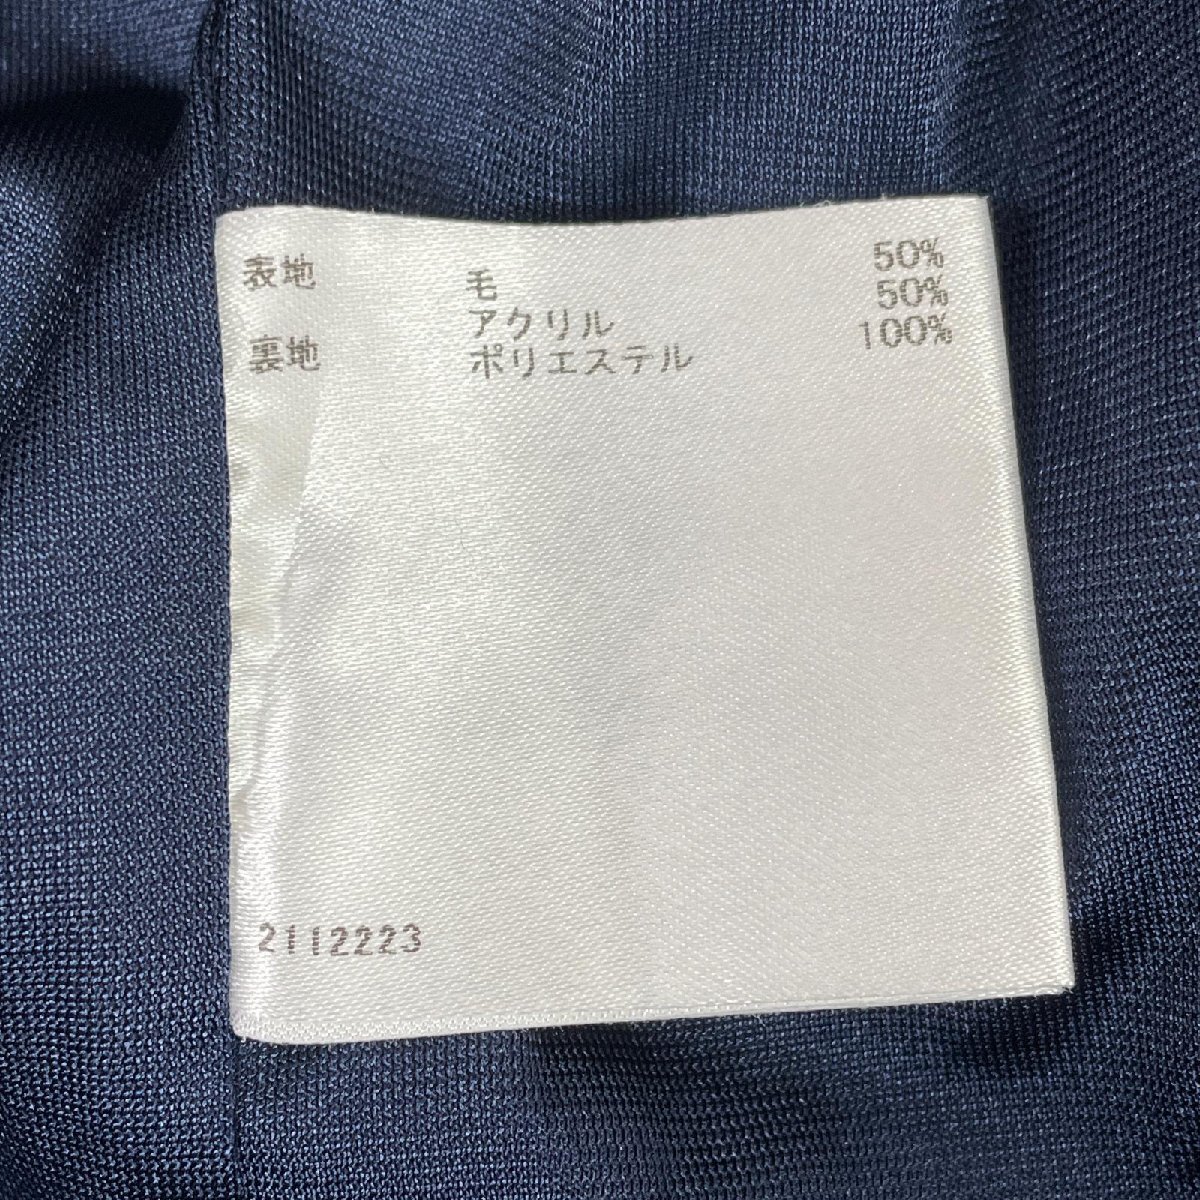 表地 毛 50%
アクリル 50%
裏地 ポリエステル 100%
2112223